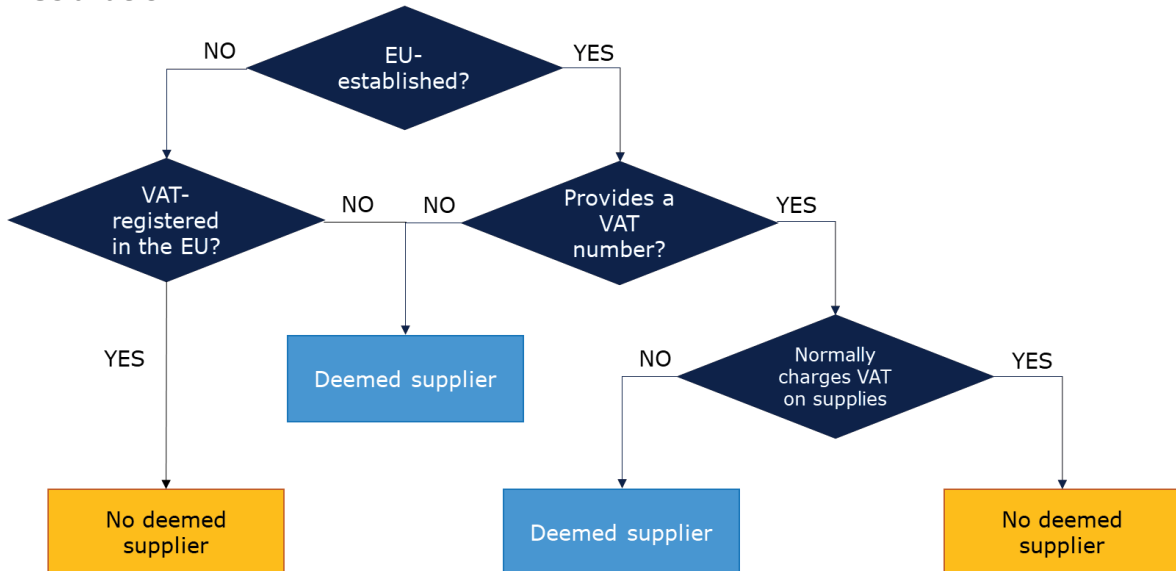 NO
EU-
established?
YES
VAT-
registered
in the EU?
NO
NO
Provides a
VAT
number?
YES
YES
Deemed supplier
NO
Normally
charges VAT
on supplies
YES
No deemed
supplier
Deemed supplier
No deemed
supplier